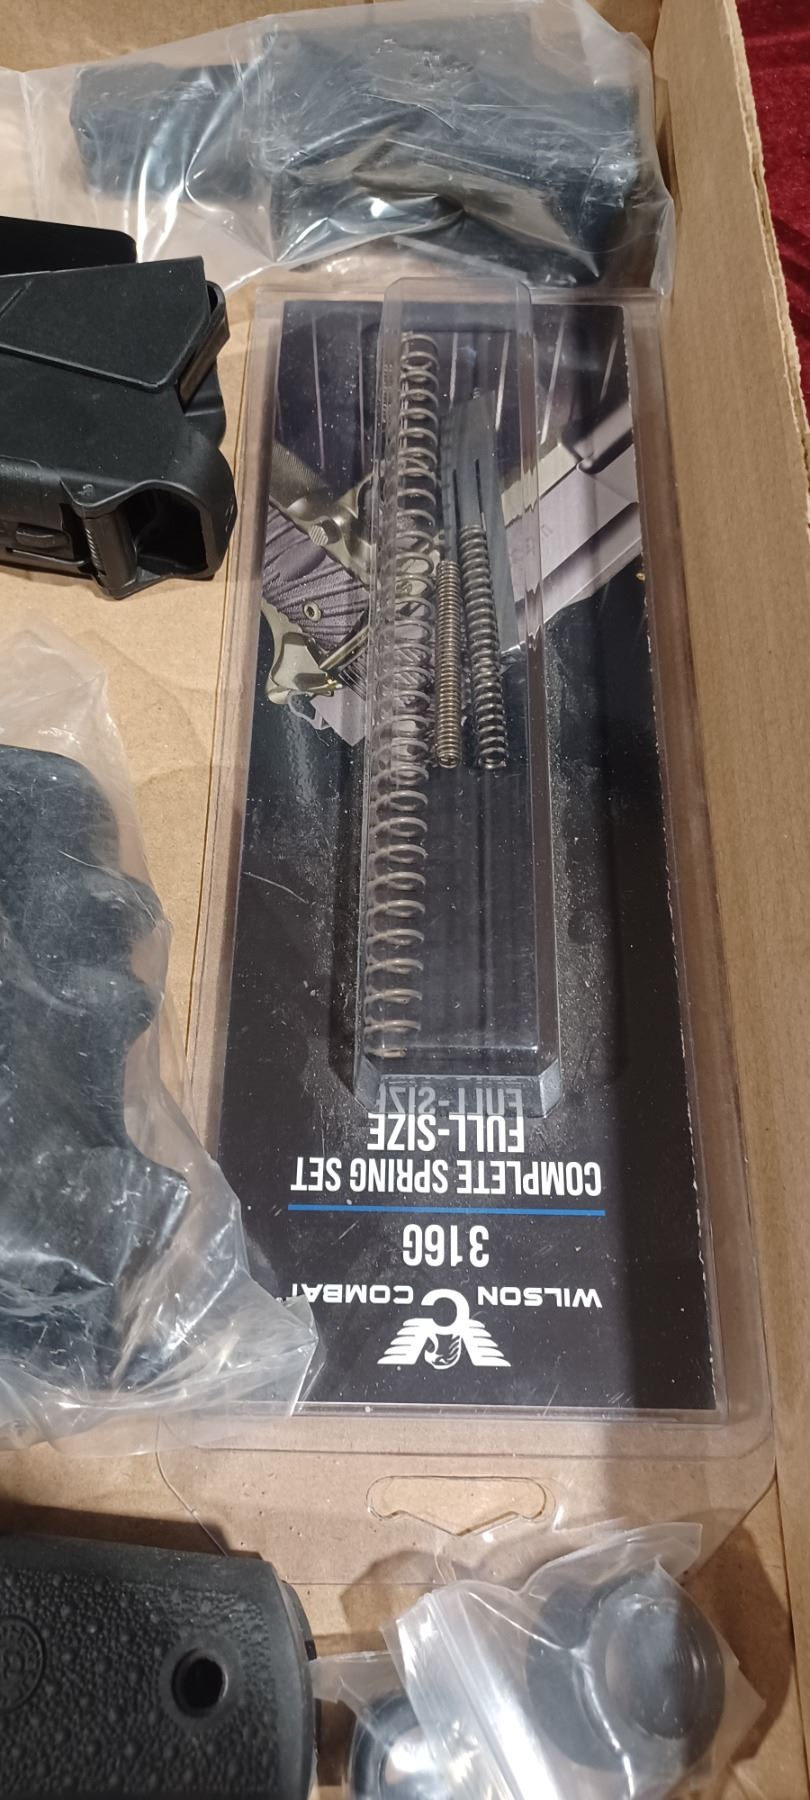 WILSON COMBAT
316G
COMPLETE SPRING SET
FULL-SIZE